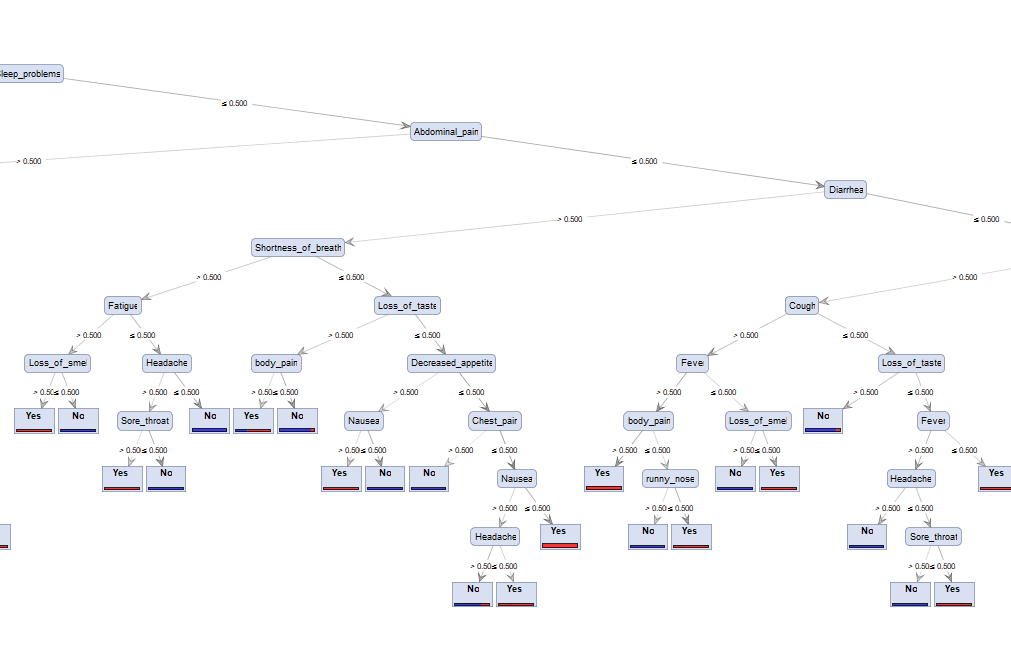 Sleep_problems
≤ 0.500
Abdominal_pain
> 0.500
≤ 0.500
Diarrhea
> 0.500
≤ 0.500
Shortness_of_breath
> 0.500
≤ 0.500
> 0.500
Fatigue
Loss_of_taste
Cough
> 0.500
≤ 0.500
> 0.500
≤ 0.500
> 0.500
≤ 0.500
Loss_of_smel
Headache
body_pain
Decreased_appetite
Fever
Loss_of_taste
> 0.50
≤ 0.500
> 0.500
≤ 0.500
> 0.50
≤ 0.500
> 0.500
≤ 0.500
> 0.500
≤ 0.500
> 0.500
≤ 0.500
Yes
No
Sore_throat
No
Yes
No
Nausea
Chest_pair
body_pain
Loss_of_smel
No
Fever
> 0.500
≤ 0.500
> 0.50
≤ 0.500
> 0.500
≤ 0.500
> 0.500
≤ 0.500
> 0.50
≤ 0.500
> 0.500
≤ 0.500
Yes
No
Yes
No
No
Nausea
Yes
runny_nose
No
Yes
Headache
Yes
> 0.500
≤ 0.500
> 0.50
≤ 0.500
> 0.500
≤ 0.500
Headache
Yes
No
Yes
No
Sore_throat
> 0.50
≤ 0.500
> 0.50
≤ 0.500
No
Yes
No
Yes